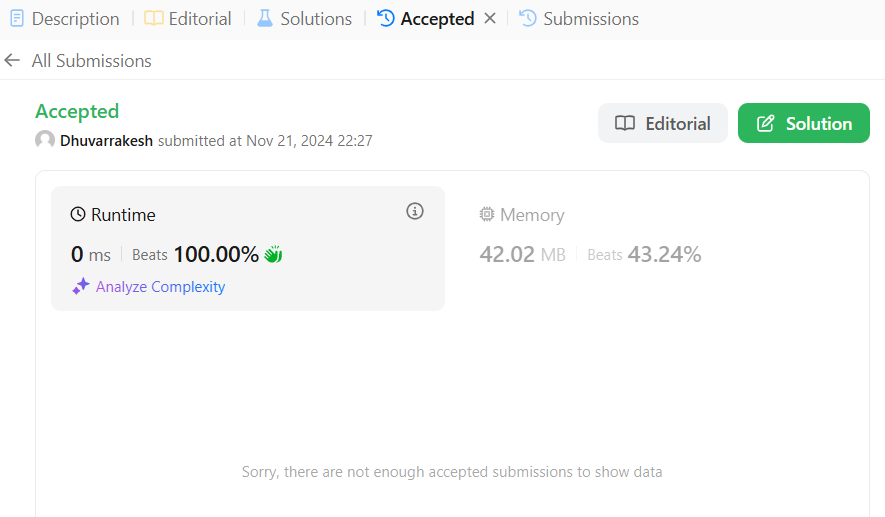 Description Editorial Solutions Accepted Submissions
All Submissions
Accepted
Dhuvarrakesh submitted at Nov 21, 2024 22:27
Editorial Solution
Runtime
0 ms Beats 100.00%
Analyze Complexity
Memory
42.02 MB Beats 43.24%
Sorry, there are not enough accepted submissions to show data